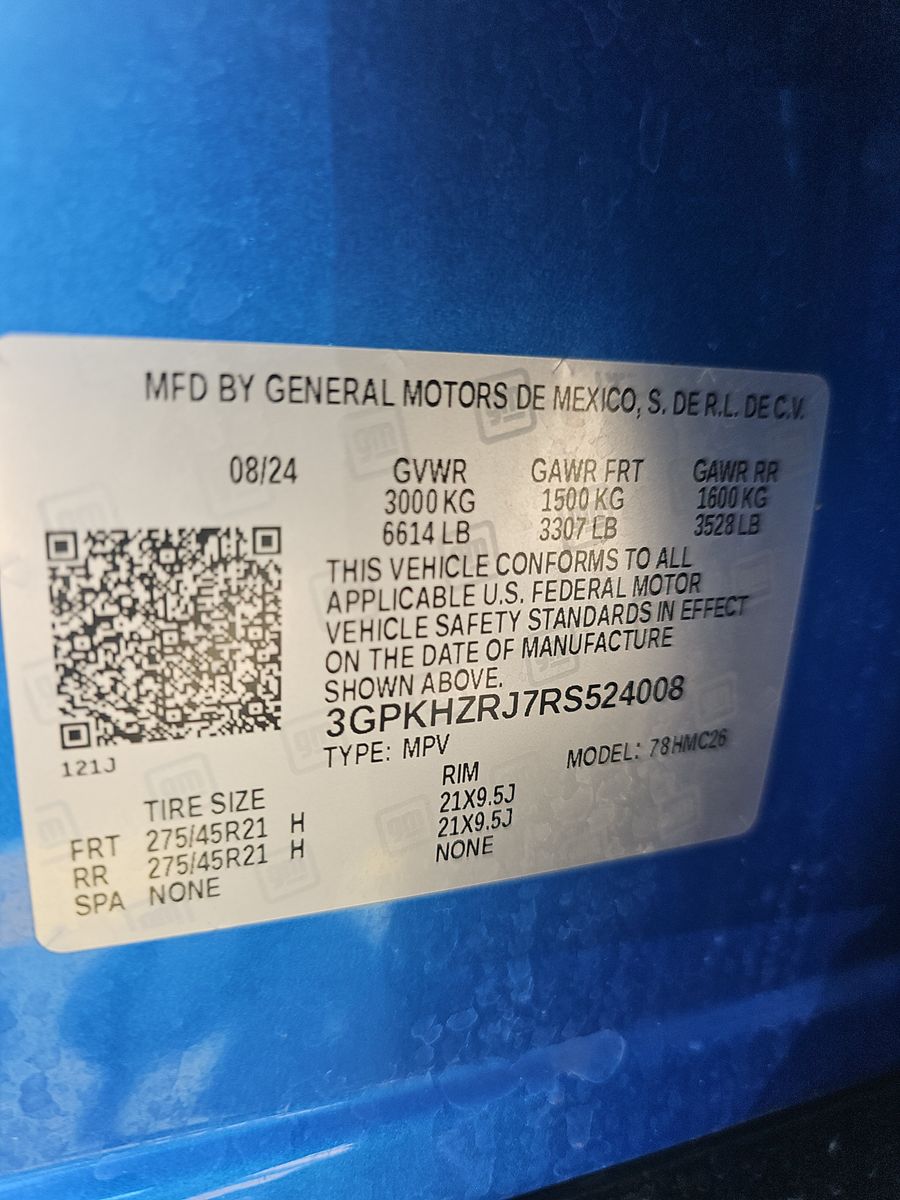 MFD BY GENERAL MOTORS DE MEXICO, S. DE R.L. DE C.V.
08/24 GVWR GAWR FRT GAWR RR
3000 KG 1500 KG 1600 KG
6614 LB 3307 LB 3528 LB
THIS VEHICLE CONFORMS TO ALL
APPLICABLE U.S. FEDERAL MOTOR
VEHICLE SAFETY STANDARDS IN EFFECT
ON THE DATE OF MANUFACTURE
SHOWN ABOVE.
3GPKHZRJ7RS524008
121J TYPE: MPV MODEL: 78HMC26
TIRE SIZE RIM
FRT 275/45R21 H 21X9.5J
RR 275/45R21 H 21X9.5J
SPA NONE NONE